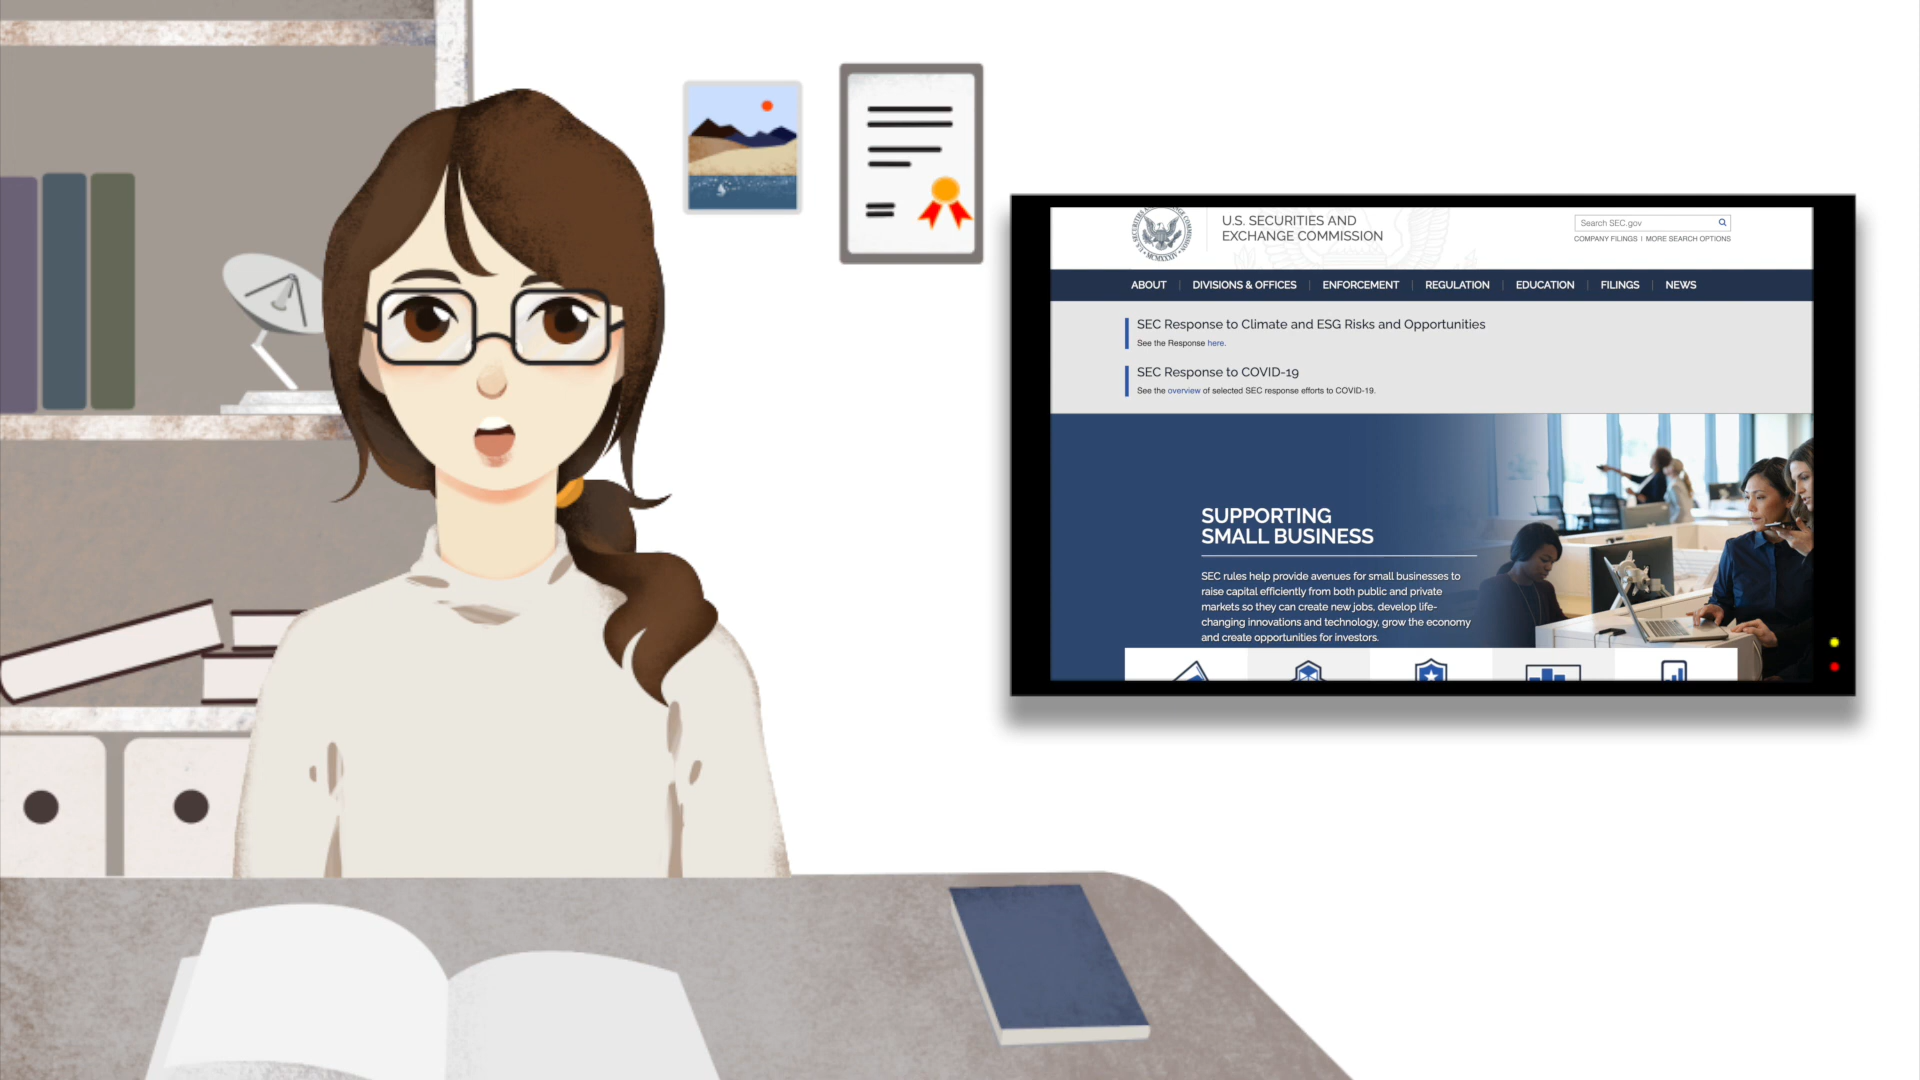 U.S. SECURITIES AND
EXCHANGE COMMISSION
Search SEC.gov
COMPANY FILINGS | MORE SEARCH OPTIONS
ABOUT | DIVISIONS & OFFICES | ENFORCEMENT | REGULATION | EDUCATION | FILINGS | NEWS
SEC Response to Climate and ESG Risks and Opportunities
See the Response here.
SEC Response to COVID-19
See the overview of selected SEC response efforts to COVID-19.
SUPPORTING
SMALL BUSINESS
SEC rules help provide avenues for small businesses to
raise capital efficiently from both public and private
markets so they can create new jobs, develop life-
changing innovations and technology, grow the economy
and create opportunities for investors.